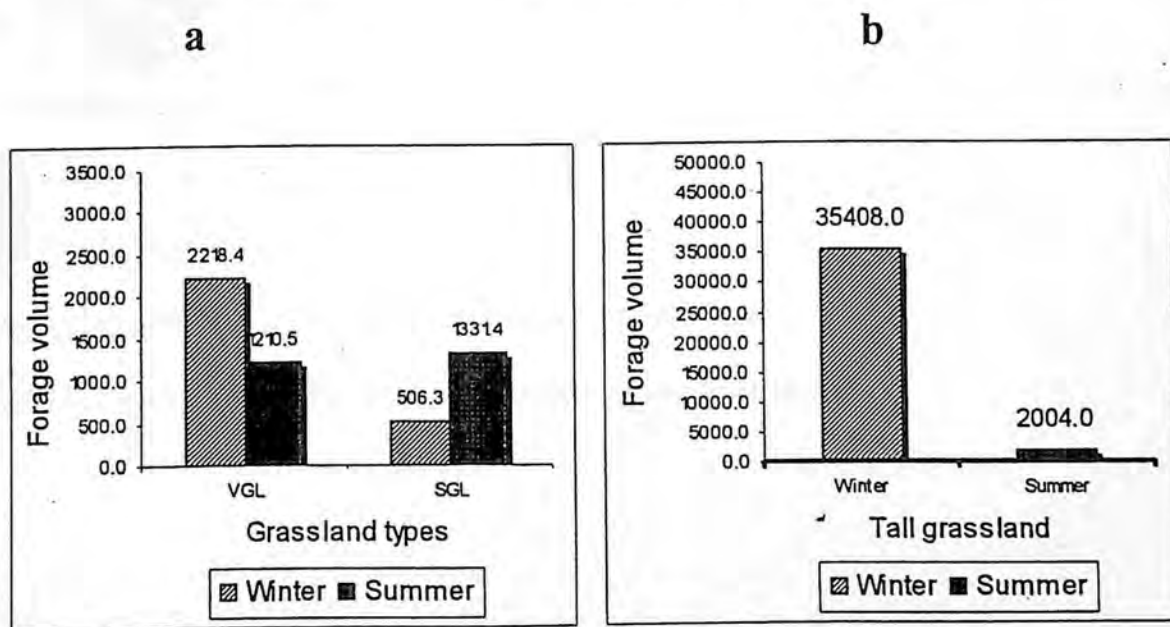 a
b
3500.0
3000.0
2500.0
2000.0
1500.0
1000.0
500.0
0.0
Forage volume
2218.4
1210.5
506.3
1331.4
VGL
SGL
Grassland types
Winter
Summer
50000.0
45000.0
40000.0
35000.0
30000.0
25000.0
20000.0
15000.0
10000.0
5000.0
0.0
Forage volume
35408.0
2004.0
Winter
Summer
Tall grassland
Winter
Summer